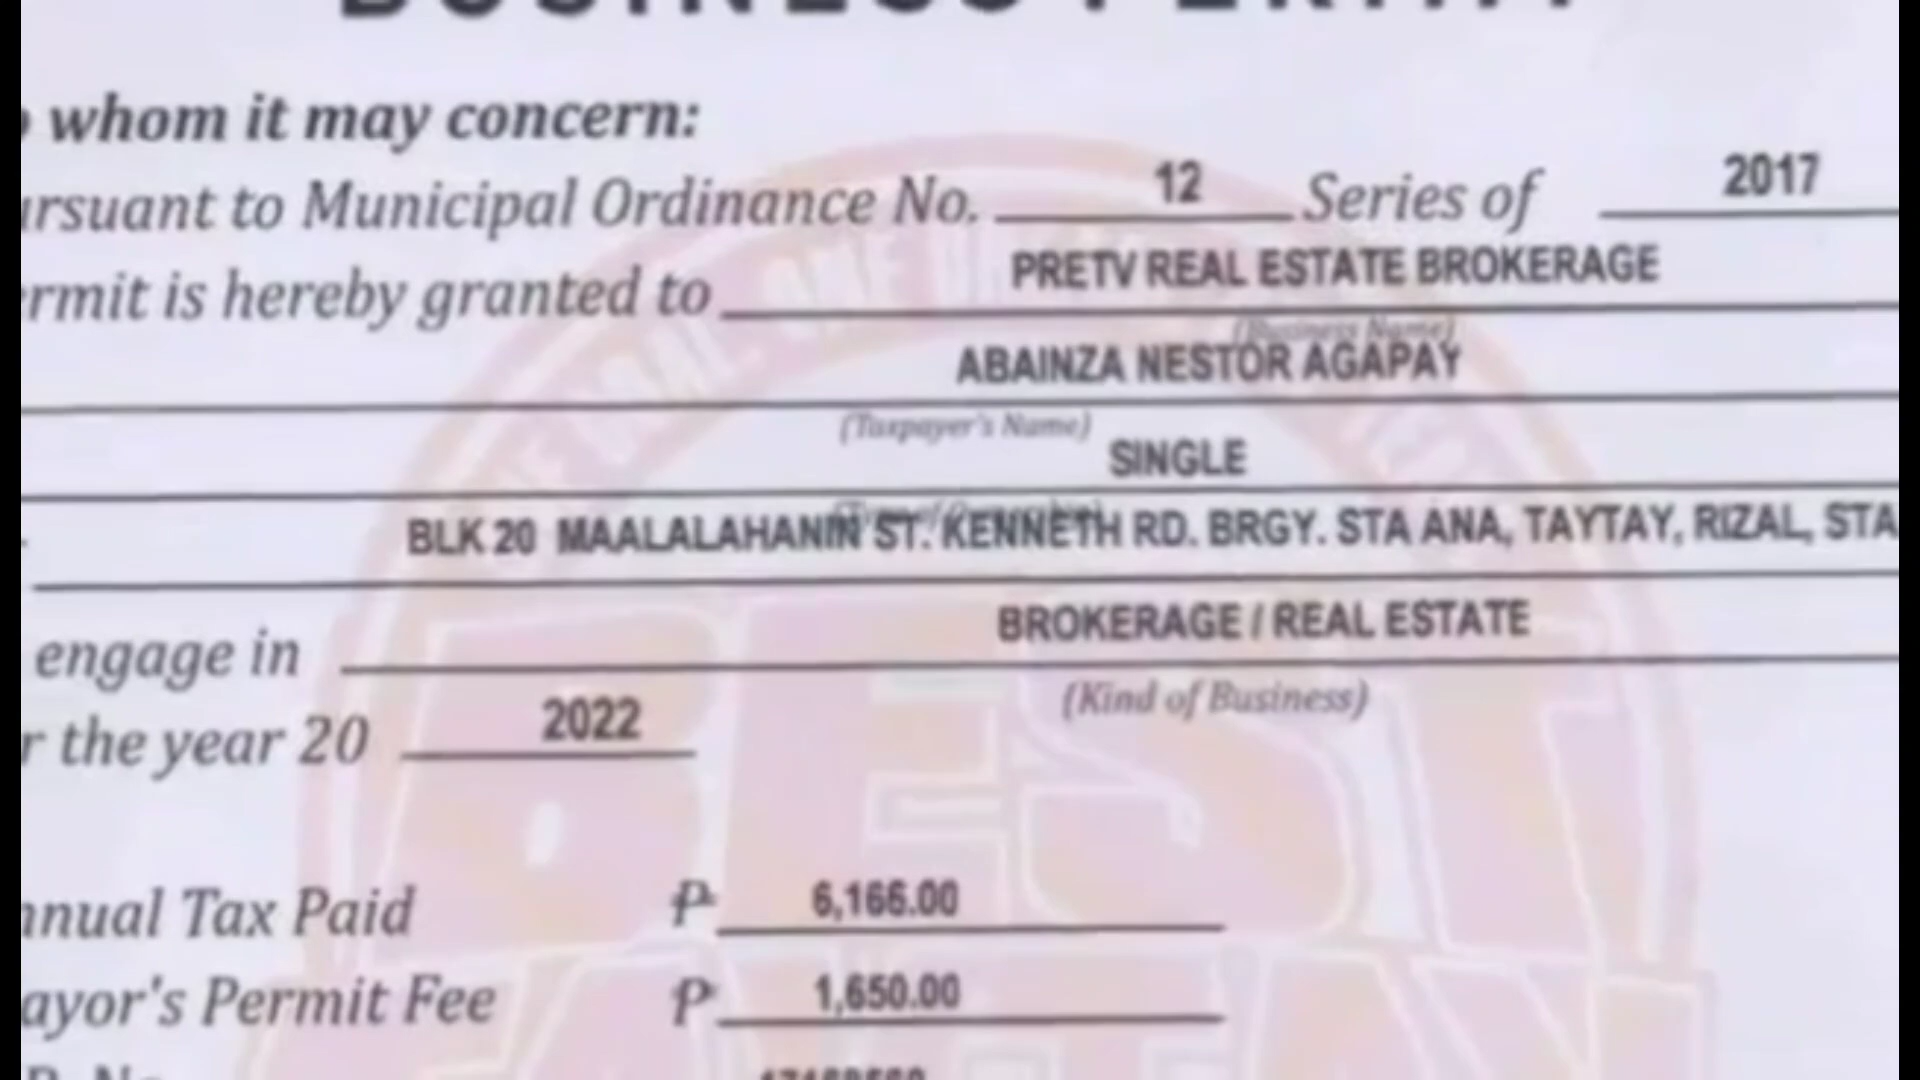 BUSINESS PERMIT
whom it may concern:
ursuant to Municipal Ordinance No. 12 Series of 2017
ermit is hereby granted to PRETV REAL ESTATE BROKERAGE
(Business Name)
ABAINZA NESTOR AGAPAY
(Taxpayer's Name)
SINGLE
BLK 20 MAALALAHANIN ST. KENNETH RD. BRGY. STA ANA, TAYTAY, RIZAL, STA
engage in BROKERAGE / REAL ESTATE
(Kind of Business)
r the year 20 2022
nnual Tax Paid ₱ 6,166.00
ayor's Permit Fee ₱ 1,650.00
BEST